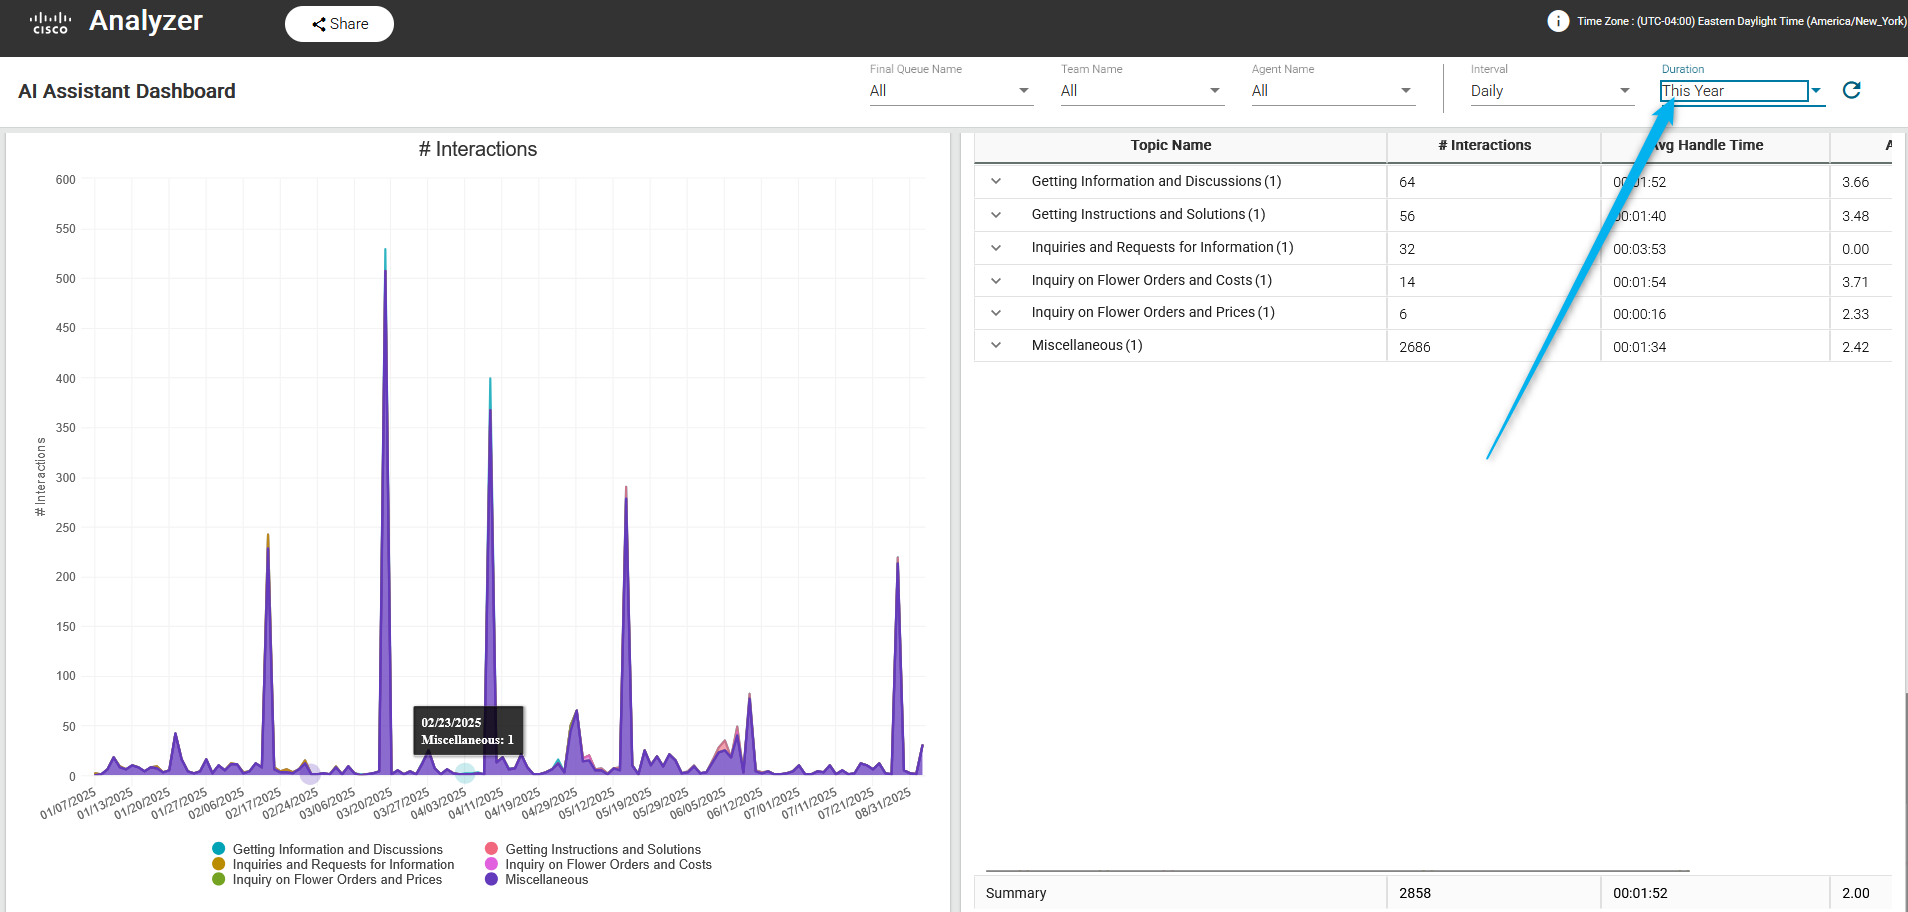 CISCO
Analyzer
Share
Time Zone : (UTC-04:00) Eastern Daylight Time (America/New_York)
AI Assistant Dashboard
Final Queue Name
All
Team Name
All
Agent Name
All
Interval
Daily
Duration
This Year
# Interactions
600
550
500
450
400
350
300
250
200
150
100
50
0
# Interactions
02/23/2025
Miscellaneous: 1
01/07/2025
01/13/2025
01/20/2025
01/27/2025
02/06/2025
02/17/2025
02/24/2025
03/06/2025
03/20/2025
03/27/2025
04/03/2025
04/11/2025
04/19/2025
04/29/2025
05/12/2025
05/19/2025
05/29/2025
06/05/2025
06/12/2025
07/01/2025
07/11/2025
07/21/2025
08/31/2025
Getting Information and Discussions
Getting Instructions and Solutions
Inquiries and Requests for Information
Inquiry on Flower Orders and Costs
Inquiry on Flower Orders and Prices
Miscellaneous
Topic Name # Interactions Avg Handle Time A
Getting Information and Discussions (1) 64 00:01:52 3.66
Getting Instructions and Solutions (1) 56 00:01:40 3.48
Inquiries and Requests for Information (1) 32 00:03:53 0.00
Inquiry on Flower Orders and Costs (1) 14 00:01:54 3.71
Inquiry on Flower Orders and Prices (1) 6 00:00:16 2.33
Miscellaneous (1) 2686 00:01:34 2.42
Summary 2858 00:01:52 2.00